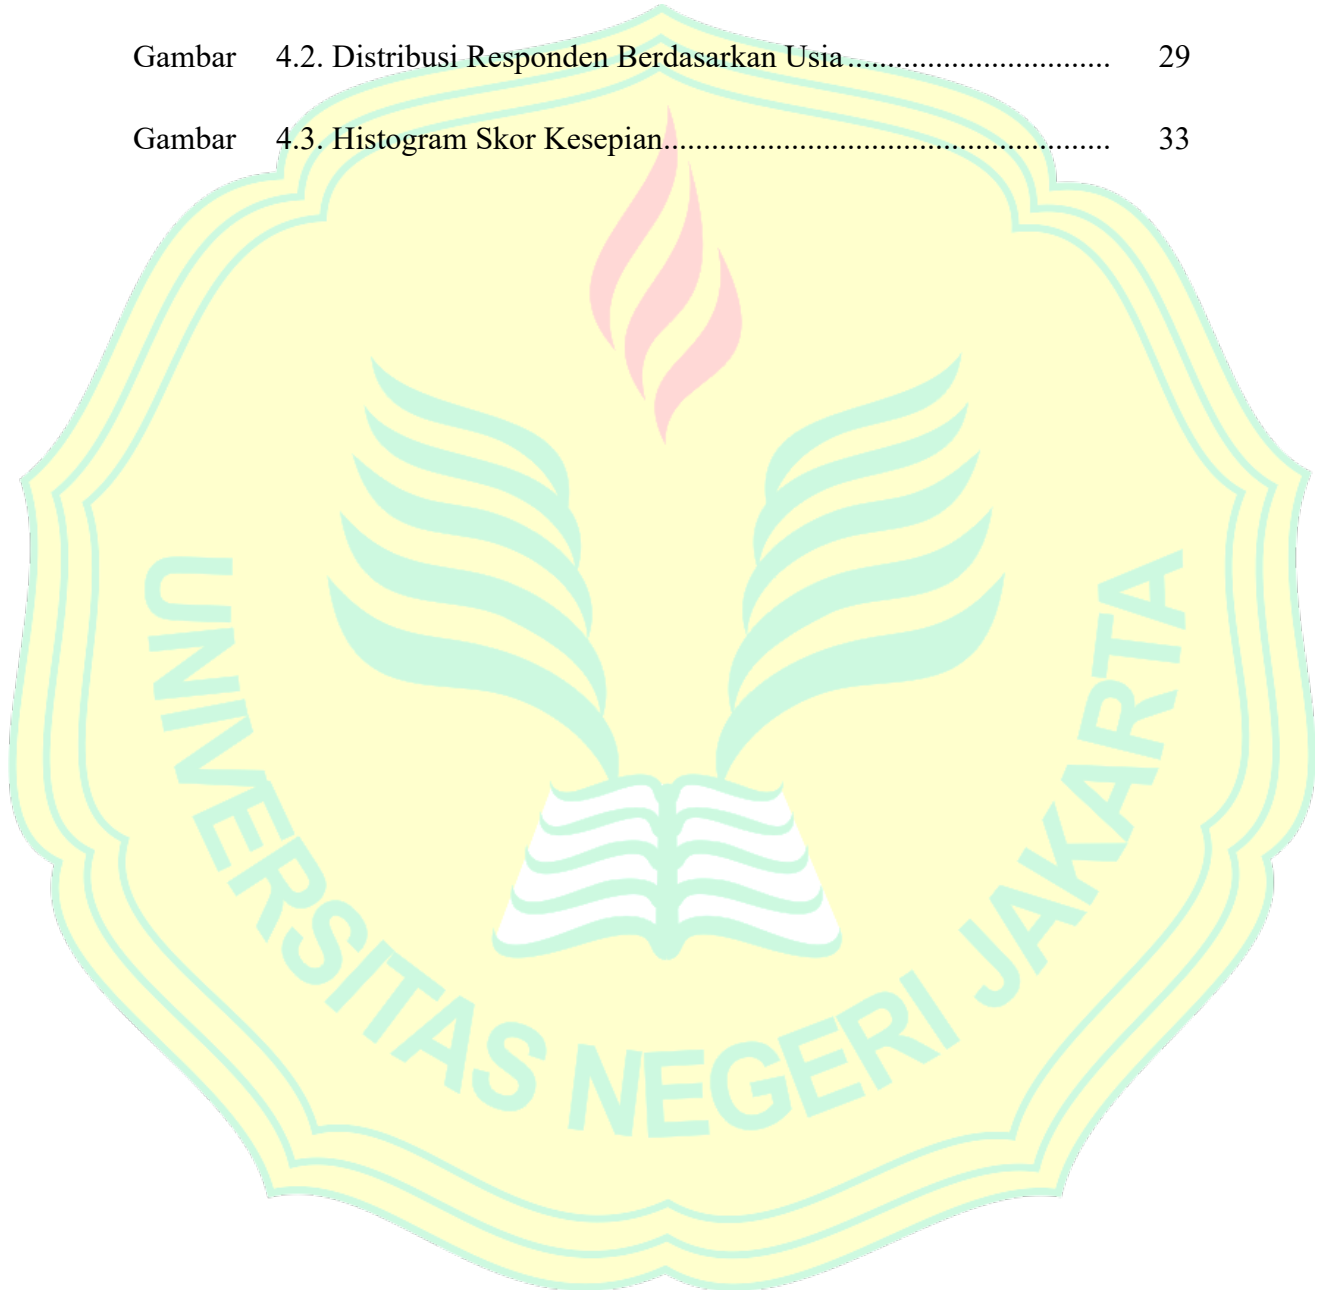 Gambar 4.2. Distribusi Responden Berdasarkan Usia................................. 29
Gambar 4.3. Histogram Skor Kesepian........................................................ 33
UNIVERSITAS NEGERI JAKARTA